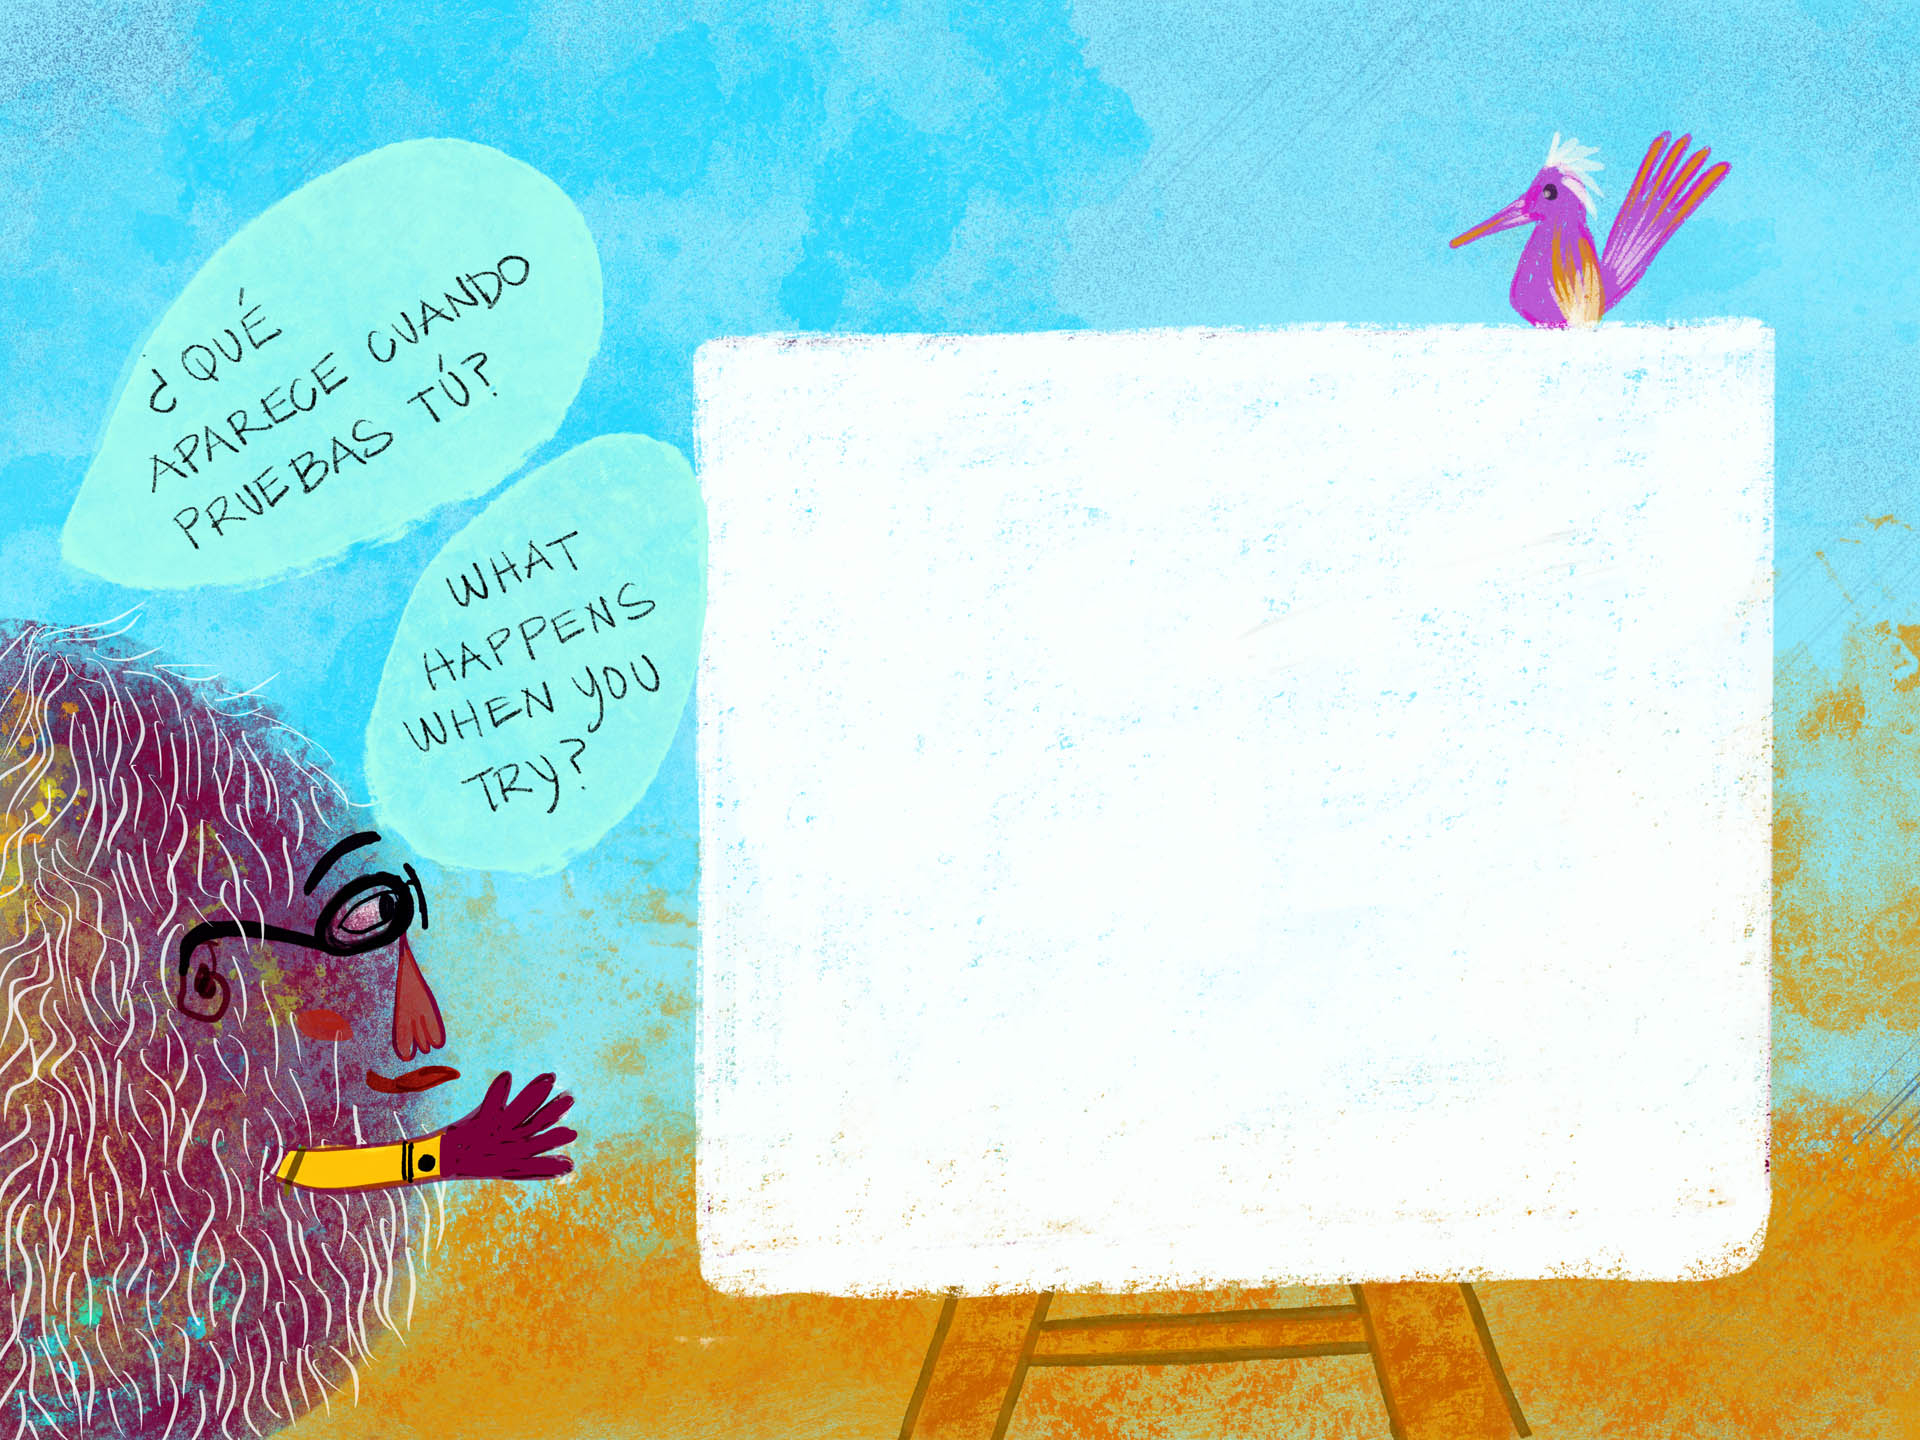 ¿QUÉ
APARECE CUANDO
PRUEBAS TÚ?
WHAT
HAPPENS
WHEN YOU
TRY?